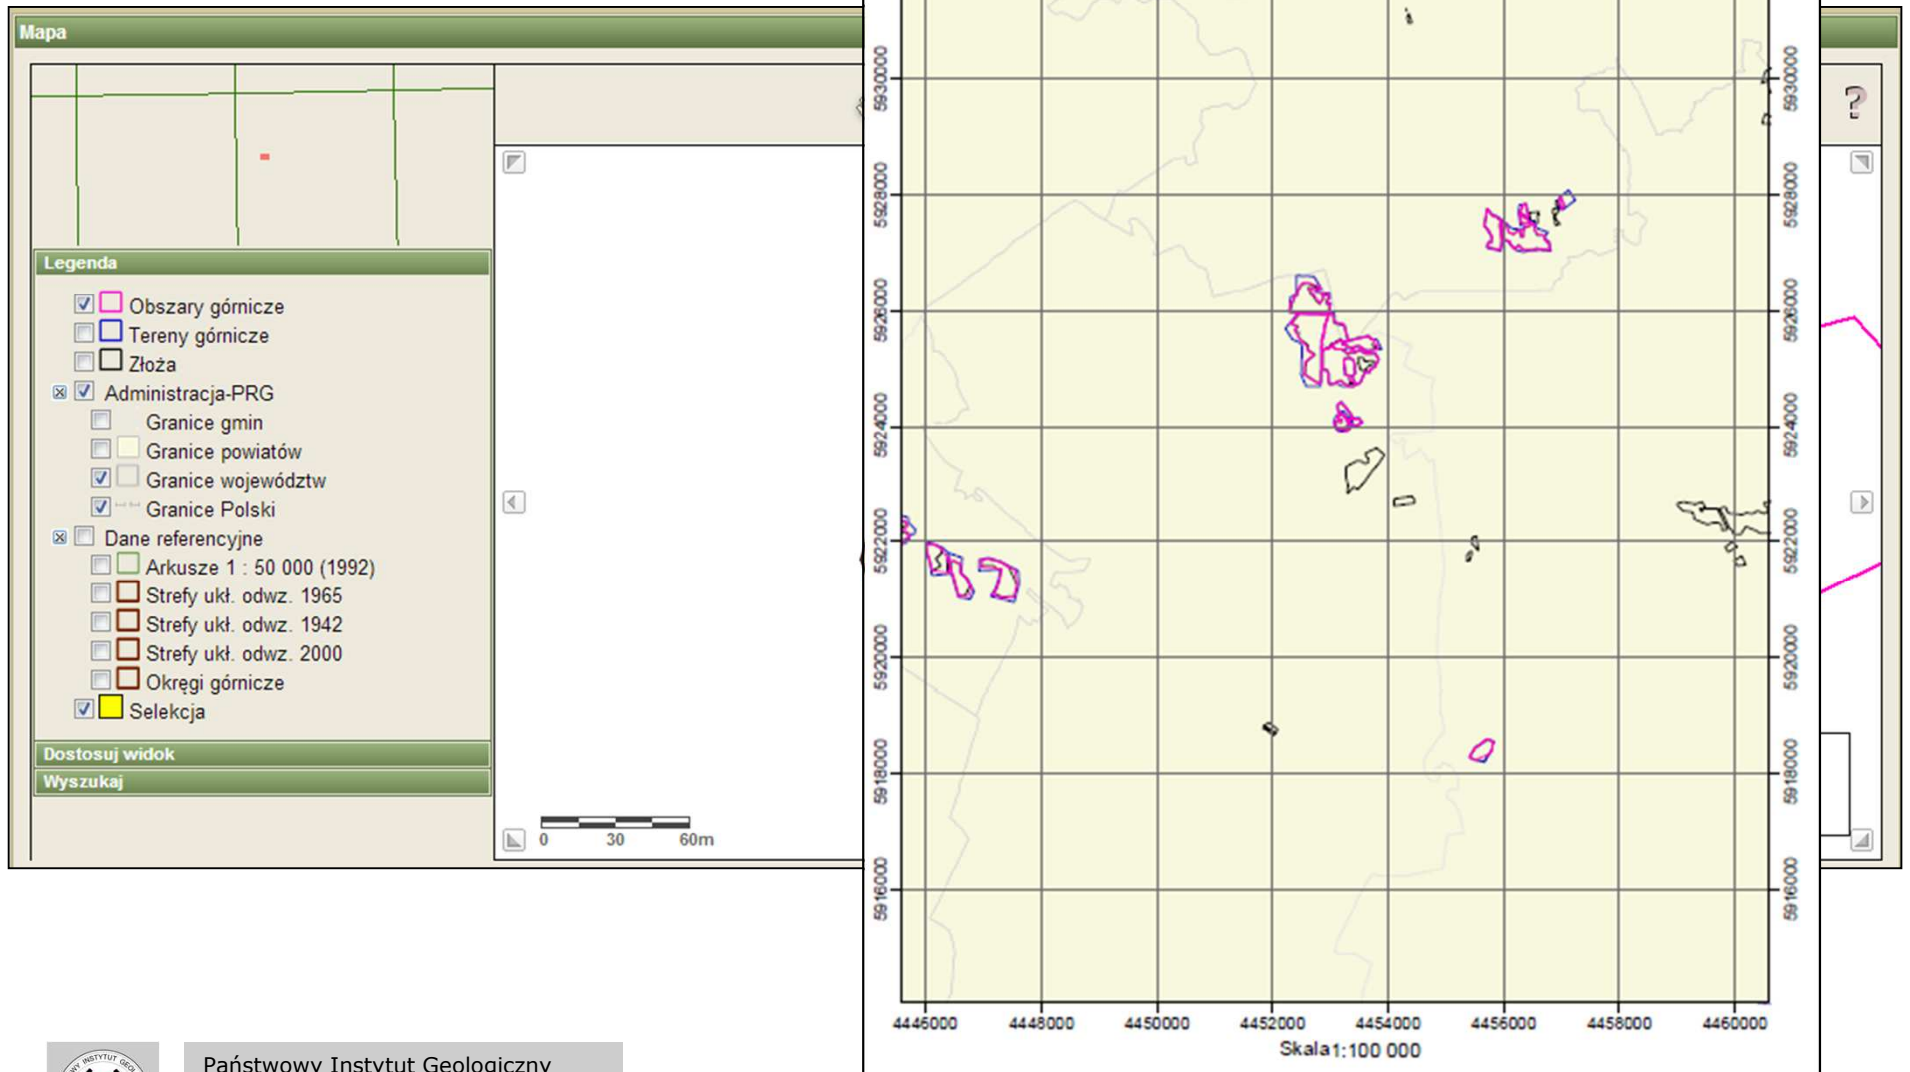 Mapa
?
Legenda
Obszary górnicze
Tereny górnicze
Złoża
Administracja-PRG
Granice gmin
Granice powiatów
Granice województw
Granice Polski
Dane referencyjne
Arkusze 1 : 50 000 (1992)
Strefy ukł. odwz. 1965
Strefy ukł. odwz. 1942
Strefy ukł. odwz. 2000
Okręgi górnicze
Selekcja
Dostosuj widok
Wyszukaj
0 30 60m
5930000 5930000
5928000 5928000
5926000 5926000
5924000 5924000
5922000 5922000
5920000 5920000
5918000 5918000
5916000 5916000
4446000 4448000 4450000 4452000 4454000 4456000 4458000 4460000
Skala1:100 000
Państwowy Instytut Geologiczny